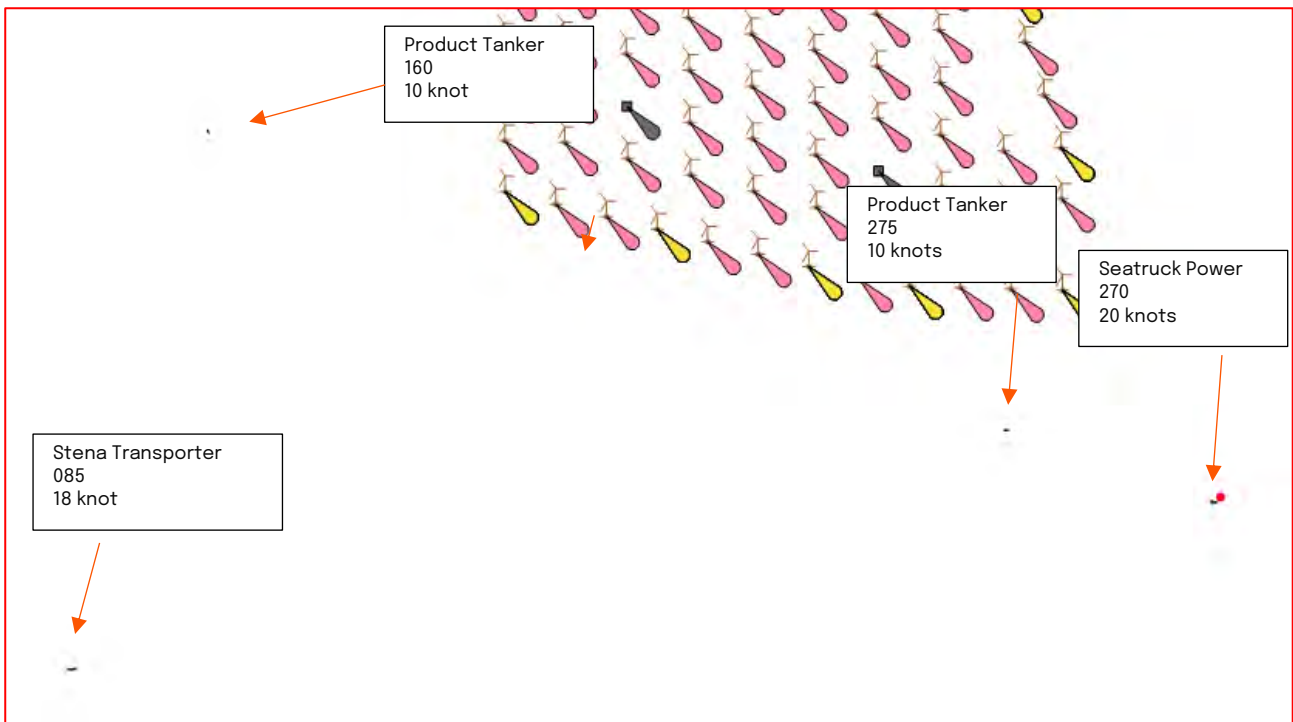 Product Tanker
160
10 knot
Product Tanker
275
10 knots
Seatruck Power
270
20 knots
Stena Transporter
085
18 knot